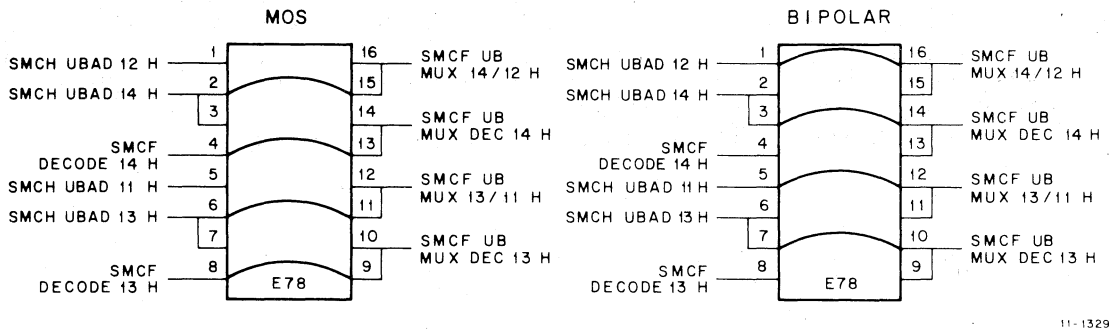 MOS
1
SMCH UBAD 12 H
2
SMCH UBAD 14 H
3
4
SMCF
DECODE 14 H
5
SMCH UBAD 11 H
6
SMCH UBAD 13 H
7
8
SMCF
DECODE 13 H
16
SMCF UB
MUX 14/12 H
15
14
SMCF UB
MUX DEC 14 H
13
12
SMCF UB
MUX 13/11 H
11
10
SMCF UB
MUX DEC 13 H
9
E78
BIPOLAR
1
SMCH UBAD 12 H
2
SMCH UBAD 14 H
3
4
SMCF
DECODE 14 H
5
SMCH UBAD 11 H
6
SMCH UBAD 13 H
7
8
SMCF
DECODE 13 H
16
SMCF UB
MUX 14/12 H
15
14
SMCF UB
MUX DEC 14 H
13
12
SMCF UB
MUX 13/11 H
11
10
SMCF UB
MUX DEC 13 H
9
E78
11-1329